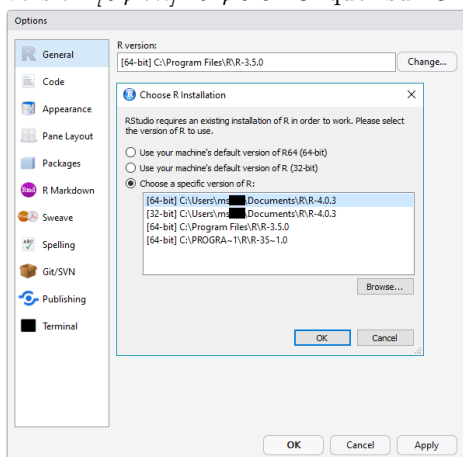 Options
R version:
[64-bit] C:\Program Files\R\R-3.5.0
Change...
General
Code
Appearance
Pane Layout
Packages
R Markdown
Sweave
Spelling
Git/SVN
Publishing
Terminal
Choose R Installation
RStudio requires an existing installation of R in order to work. Please select
the version of R to use.
Use your machine's default version of R64 (64-bit)
Use your machine's default version of R (32-bit)
Choose a specific version of R:
[64-bit] C:\Users\ms \Documents\R\R-4.0.3
[32-bit] C:\Users\ms \Documents\R\R-4.0.3
[64-bit] C:\Program Files\R\R-3.5.0
[64-bit] C:\PROGRA~1\R\R-35~1.0
Browse...
OK Cancel
OK Cancel Apply